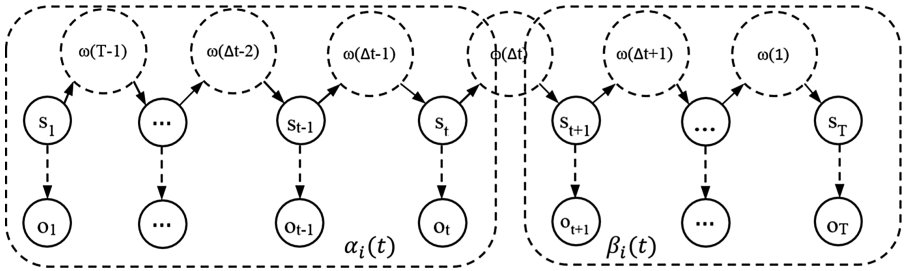 ω(T-1) ω(Δt-2) ω(Δt-1) ω(Δt) ω(Δt+1) ω(1)
s1 ... st-1 st st+1 ... sT
o1 ... ot-1 ot ot+1 ... oT
αi(t) βi(t)